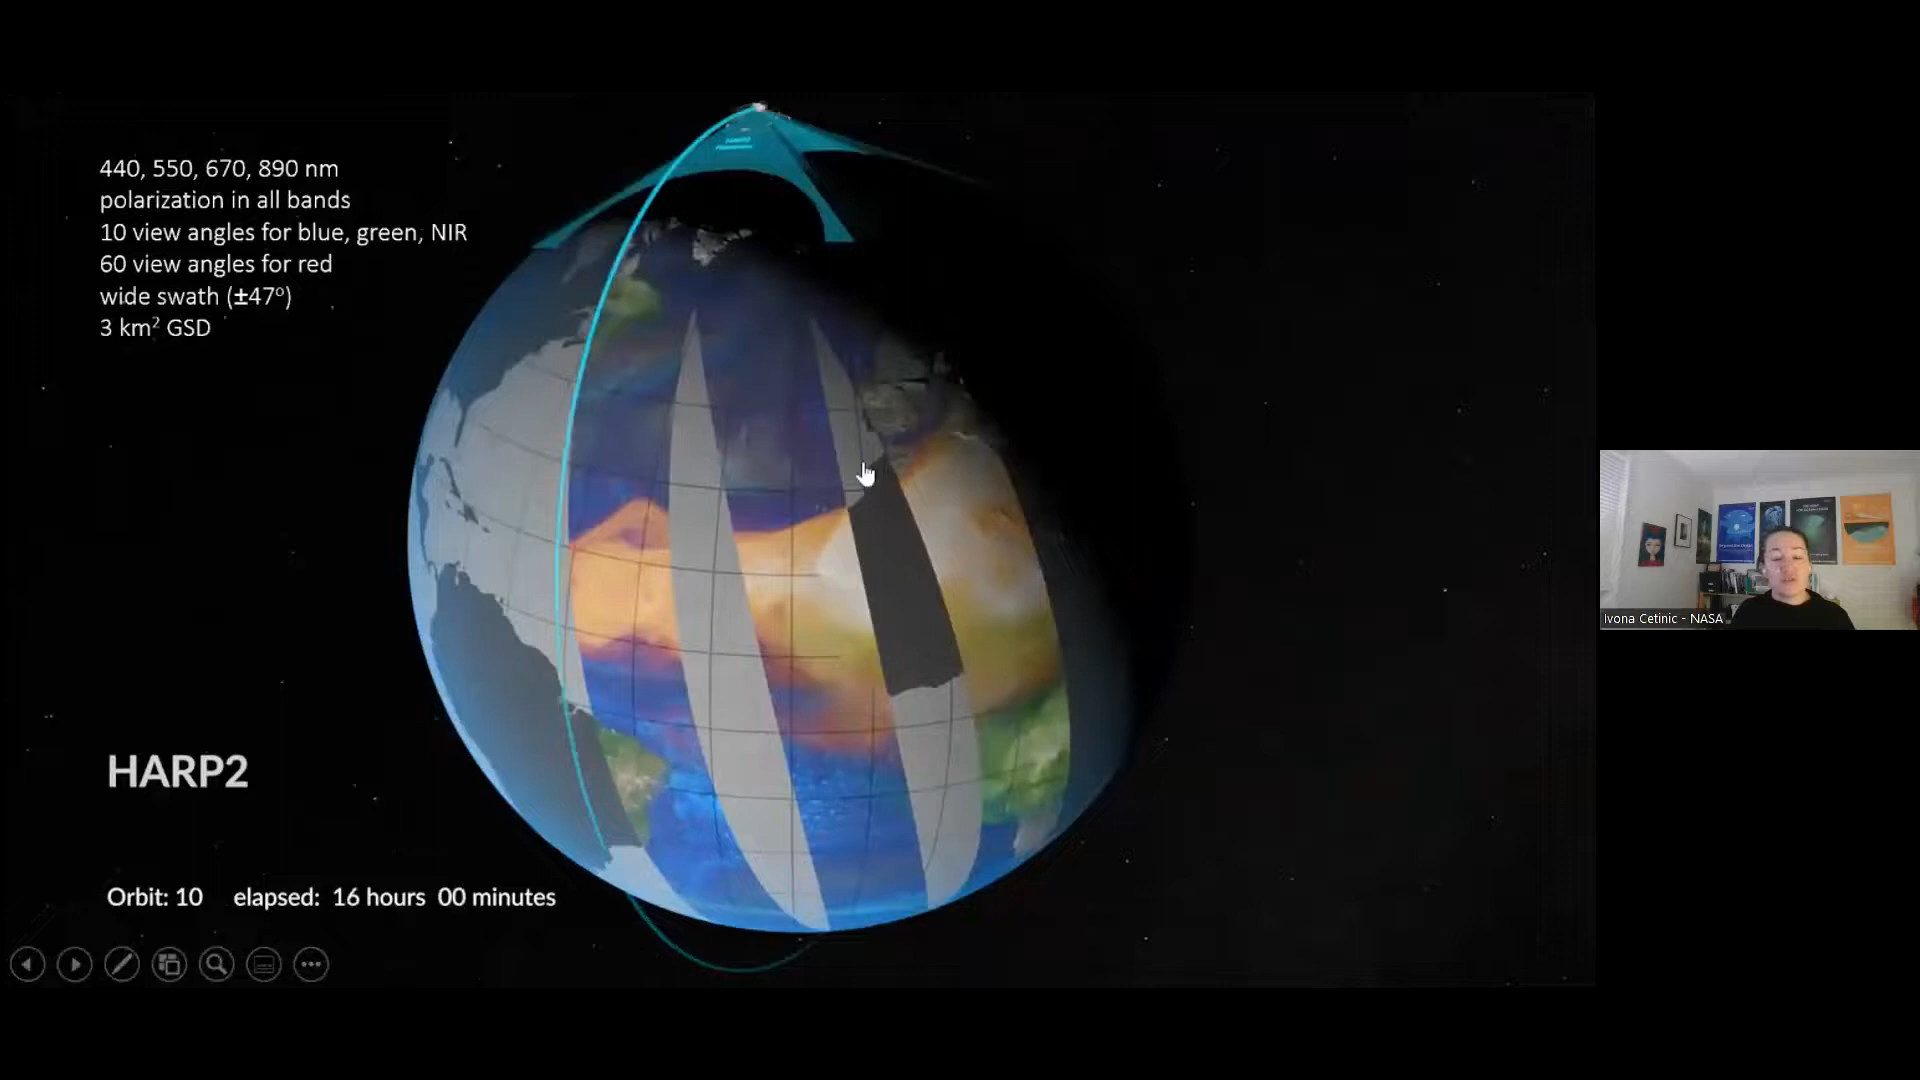 440, 550, 670, 890 nm
polarization in all bands
10 view angles for blue, green, NIR
60 view angles for red
wide swath (±47º)
3 km² GSD
HARP2
Orbit: 10 elapsed: 16 hours 00 minutes
Ivona Cetinic - NASA